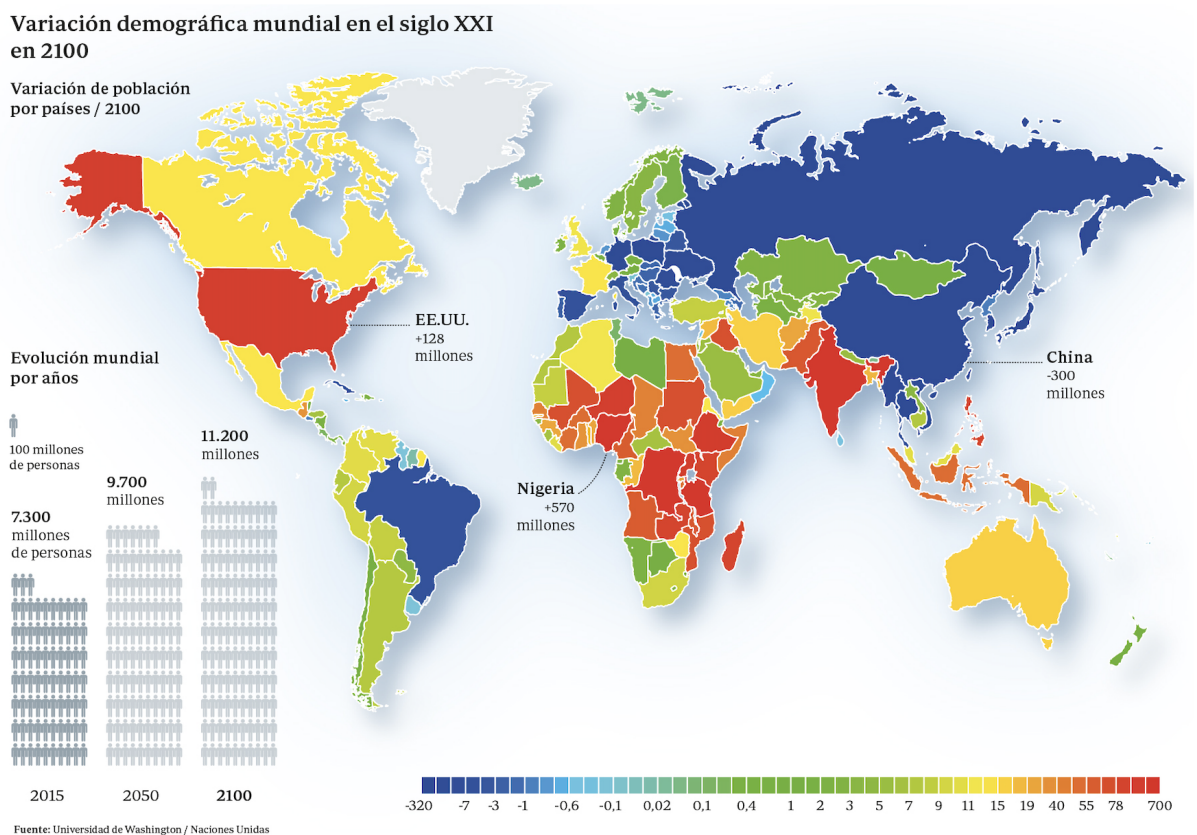 Variación demográfica mundial en el siglo XXI
en 2100
Variación de población
por países / 2100
EE.UU.
+128
millones
Evolución mundial
por años
100 millones
de personas
7.300
millones
de personas
9.700
millones
11.200
millones
2015
2050
2100
China
-300
millones
Nigeria
+570
millones
-320 -7 -3 -1 -0,6 -0,1 0,02 0,1 0,4 1 2 3 5 7 9 11 15 19 40 55 78 700
Fuente: Universidad de Washington / Naciones Unidas